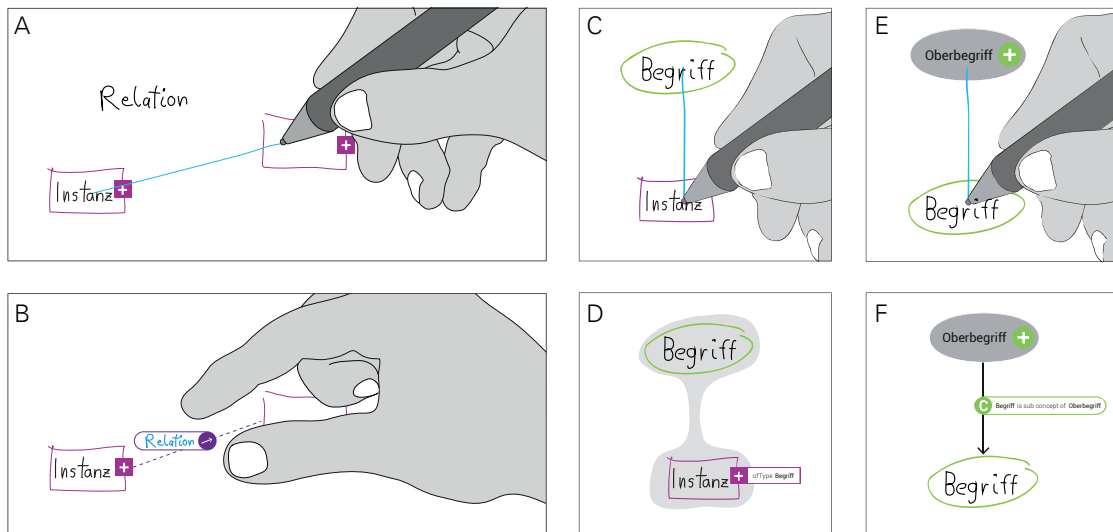 A
Relation
Instanz
B
Relation
Instanz
C
Begriff
Instanz
D
Begriff
Instanz
ofType Begriff
E
Oberbegriff
Begriff
F
Oberbegriff
C Begriff is sub concept of Oberbegriff
Begriff